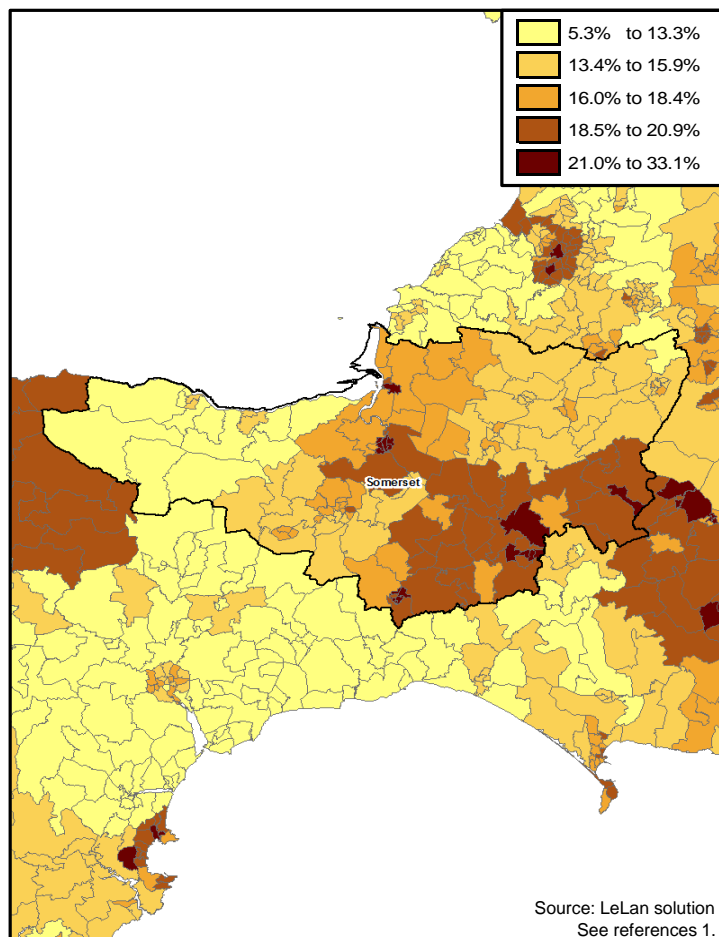 5.3% to 13.3%
13.4% to 15.9%
16.0% to 18.4%
18.5% to 20.9%
21.0% to 33.1%
Somerset
Source: LeLan solution
See references 1.